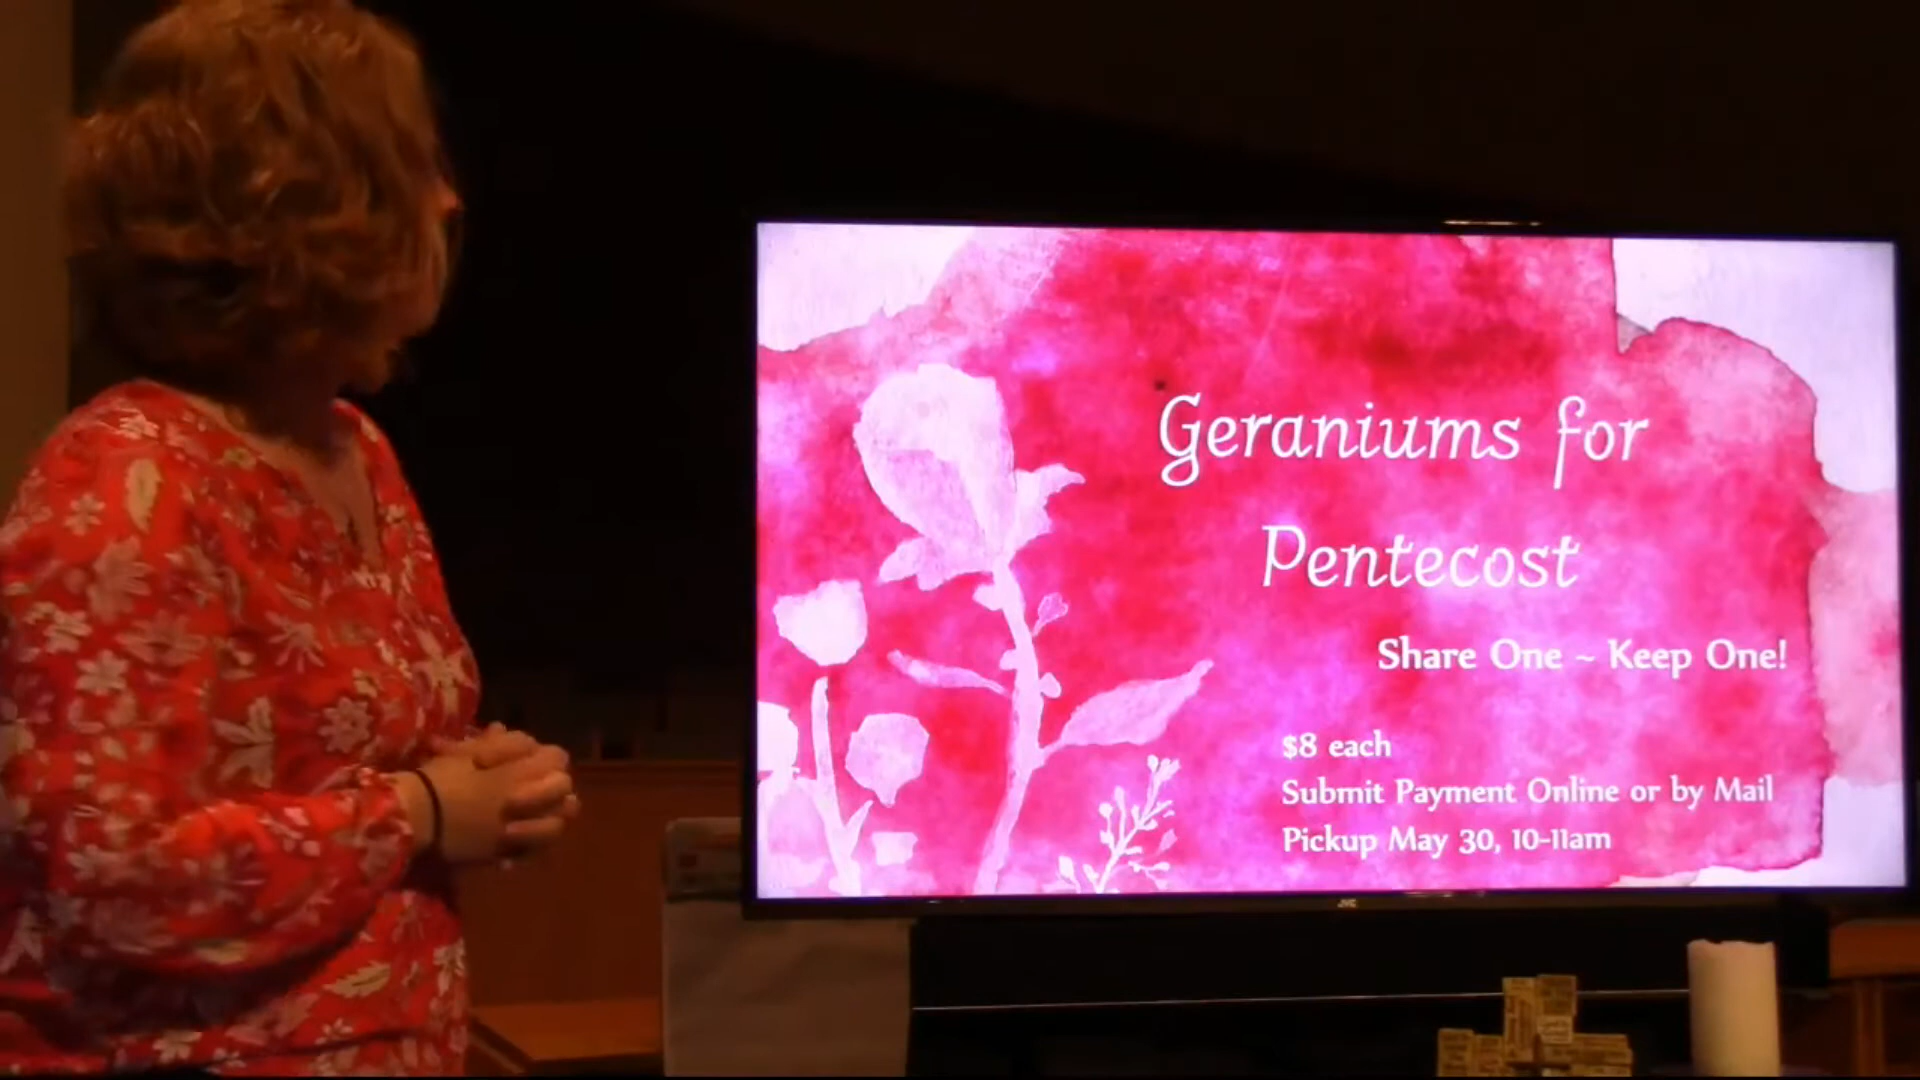 Geraniums for
Pentecost
Share One ~ Keep One!
$8 each
Submit Payment Online or by Mail
Pickup May 30, 10-11am
JVC